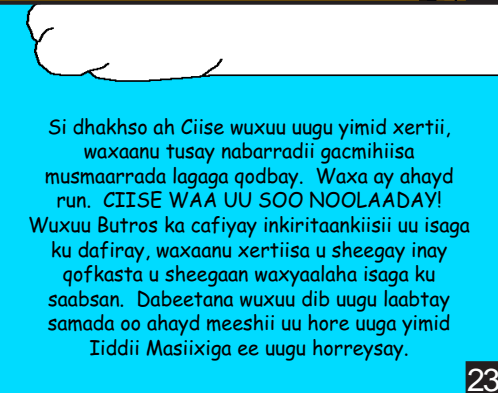 Si dhakhso ah Ciise wuxuu uugu yimid xertii,
waxaanu tusay nabarradii gacmihiisa
musmaarrada lagaga qodbay. Waxa ay ahayd
run. CIISE WAA UU SOO NOOLAADAY!
Wuxuu Butros ka cafiyay inkiritaankiisii uu isaga
ku dafiray, waxaanu xertiisa u sheegay inay
qofkasta u sheegaan waxyaalaha isaga ku
saabsan. Dabeetana wuxuu dib uugu laabtay
samada oo ahayd meeshii uu hore uuga yimid
Iiddii Masiixiga ee uugu horreysay.
23